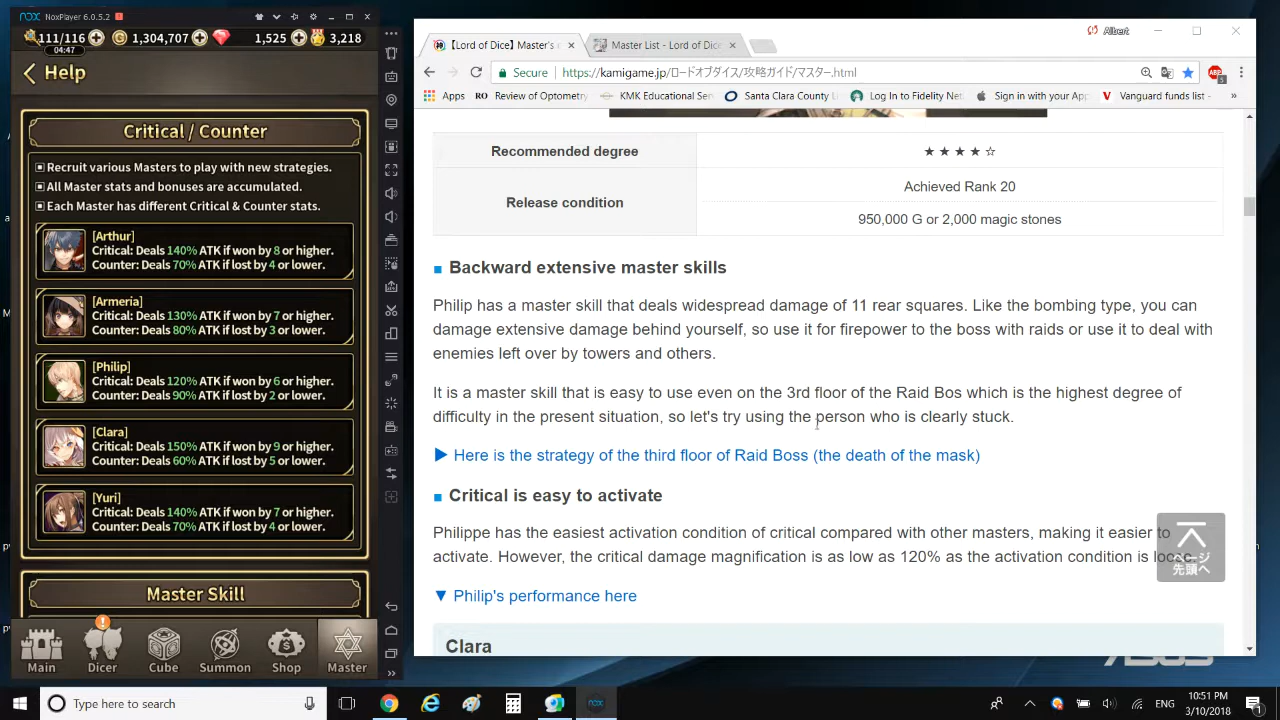 nox NoxPlayer 6.0.5.2
111/116 1,304,707 1,525 3,218
04:47
Help
Critical / Counter
Recruit various Masters to play with new strategies.
All Master stats and bonuses are accumulated.
Each Master has different Critical & Counter stats.
[Arthur]
Critical: Deals 140% ATK if won by 8 or higher.
Counter: Deals 70% ATK if lost by 4 or lower.
[Armeria]
Critical: Deals 130% ATK if won by 7 or higher.
Counter: Deals 80% ATK if lost by 3 or lower.
[Philip]
Critical: Deals 120% ATK if won by 6 or higher.
Counter: Deals 90% ATK if lost by 2 or lower.
[Clara]
Critical: Deals 150% ATK if won by 9 or higher.
Counter: Deals 60% ATK if lost by 5 or lower.
[Yuri]
Critical: Deals 140% ATK if won by 7 or higher.
Counter: Deals 70% ATK if lost by 4 or lower.
Master Skill
Main Dicer Cube Summon Shop Master
Albert
【Lord of Dice】Master's Master List - Lord of Dice
Secure https://kamigame.jp/ロードオブダイス/攻略ガイド/マスター.html
Apps RO Review of Optometry KMK Educational Ser Santa Clara County Log In to Fidelity Net Sign in with your App Vanguard funds list -
Recommended degree ★ ★ ★ ★ ☆
Release condition
Achieved Rank 20
950,000 G or 2,000 magic stones
Backward extensive master skills
Philip has a master skill that deals widespread damage of 11 rear squares. Like the bombing type, you can
damage extensive damage behind yourself, so use it for firepower to the boss with raids or use it to deal with
enemies left over by towers and others.
It is a master skill that is easy to use even on the 3rd floor of the Raid Bos which is the highest degree of
difficulty in the present situation, so let's try using the person who is clearly stuck.
▶ Here is the strategy of the third floor of Raid Boss (the death of the mask)
Critical is easy to activate
Philippe has the easiest activation condition of critical compared with other masters, making it easier to
activate. However, the critical damage magnification is as low as 120% as the activation condition is
▼ Philip's performance here
Clara
ページ
先頭へ
Type here to search
ENG
10:51 PM
3/10/2018